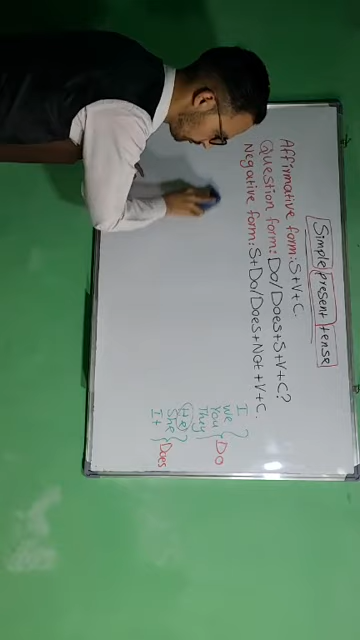 Simple present tense
Affirmative form: S+V+C.
Question form: Do/Does+S+V+C?
Negative form: S+Do/Does+Not+V+C.
I
We
You
They
Do
(He)
She
It
Does